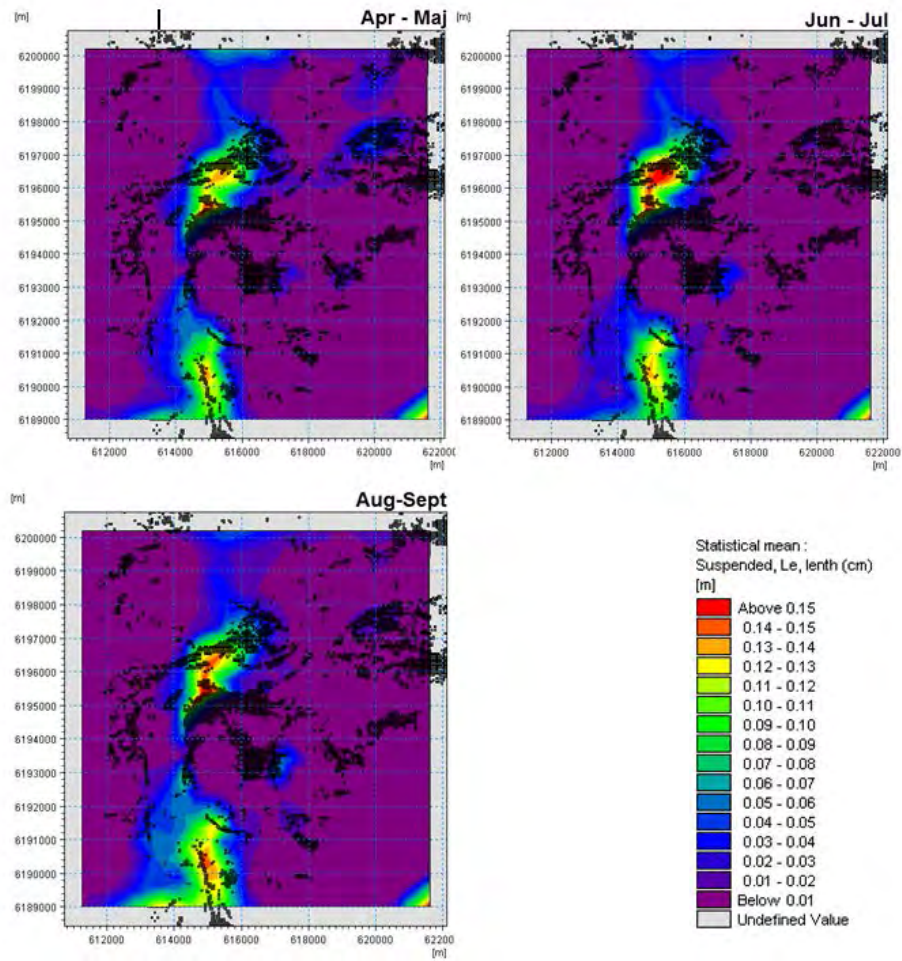 [m]
Apr - Maj
6200000
6199000
6198000
6197000
6196000
6195000
6194000
6193000
6192000
6191000
6190000
6189000
612000 614000 616000 618000 620000 622000
[m]
[m]
Jun - Jul
6200000
6199000
6198000
6197000
6196000
6195000
6194000
6193000
6192000
6191000
6190000
6189000
612000 614000 616000 618000 620000 622000
[m]
[m]
Aug-Sept
6200000
6199000
6198000
6197000
6196000
6195000
6194000
6193000
6192000
6191000
6190000
6189000
612000 614000 616000 618000 620000 62200
[m]
Statistical mean :
Suspended, Le, lenth (cm)
[m]
Above 0.15
0.14 - 0.15
0.13 - 0.14
0.12 - 0.13
0.11 - 0.12
0.10 - 0.11
0.09 - 0.10
0.08 - 0.09
0.07 - 0.08
0.06 - 0.07
0.05 - 0.06
0.04 - 0.05
0.03 - 0.04
0.02 - 0.03
0.01 - 0.02
Below 0.01
Undefined Value